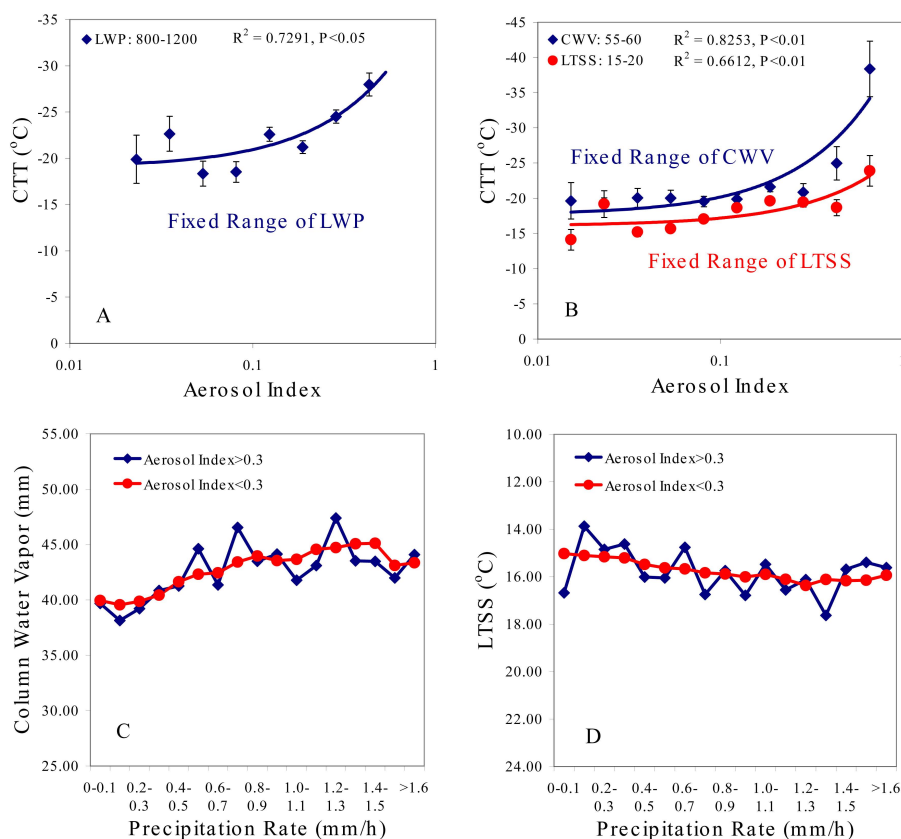 -35
-30
-25
-20
-15
-10
-5
0
CTT (°C)
LWP: 800-1200 R² = 0.7291, P<0.05
Fixed Range of LWP
A
0.01 0.1 1
Aerosol Index
-45
-40
-35
-30
-25
-20
-15
-10
-5
0
CTT (°C)
CWV: 55-60 R² = 0.8253, P<0.01
LTSS: 15-20 R² = 0.6612, P<0.01
Fixed Range of CWV
Fixed Range of LTSS
B
0.01 0.1 1
Aerosol Index
55.00
50.00
45.00
40.00
35.00
30.00
25.00
Column Water Vapor (mm)
Aerosol Index>0.3
Aerosol Index<0.3
C
0-0.1 0.2-0.3 0.4-0.5 0.6-0.7 0.8-0.9 1.0-1.1 1.2-1.3 1.4-1.5 >1.6
Precipitation Rate (mm/h)
10.00
12.00
14.00
16.00
18.00
20.00
22.00
24.00
LTSS (°C)
Aerosol Index>0.3
Aerosol Index<0.3
D
0-0.1 0.2-0.3 0.4-0.5 0.6-0.7 0.8-0.9 1.0-1.1 1.2-1.3 1.4-1.5 >1.6
Precipitation Rate (mm/h)